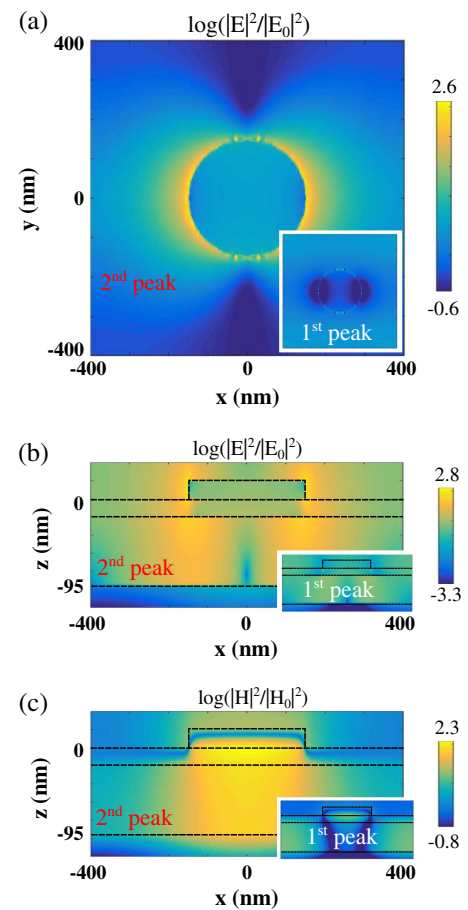 (a)
log(|E|²/|E₀|²)
400
2.6
y (nm)
0
2ⁿᵈ peak
1ˢᵗ peak
-0.6
-400
-400
0
400
x (nm)
(b)
log(|E|²/|E₀|²)
2.8
0
z (nm)
2ⁿᵈ peak
1ˢᵗ peak
-95
-3.3
-400
0
400
x (nm)
(c)
log(|H|²/|H₀|²)
2.3
0
z (nm)
2ⁿᵈ peak
1ˢᵗ peak
-95
-0.8
-400
0
400
x (nm)